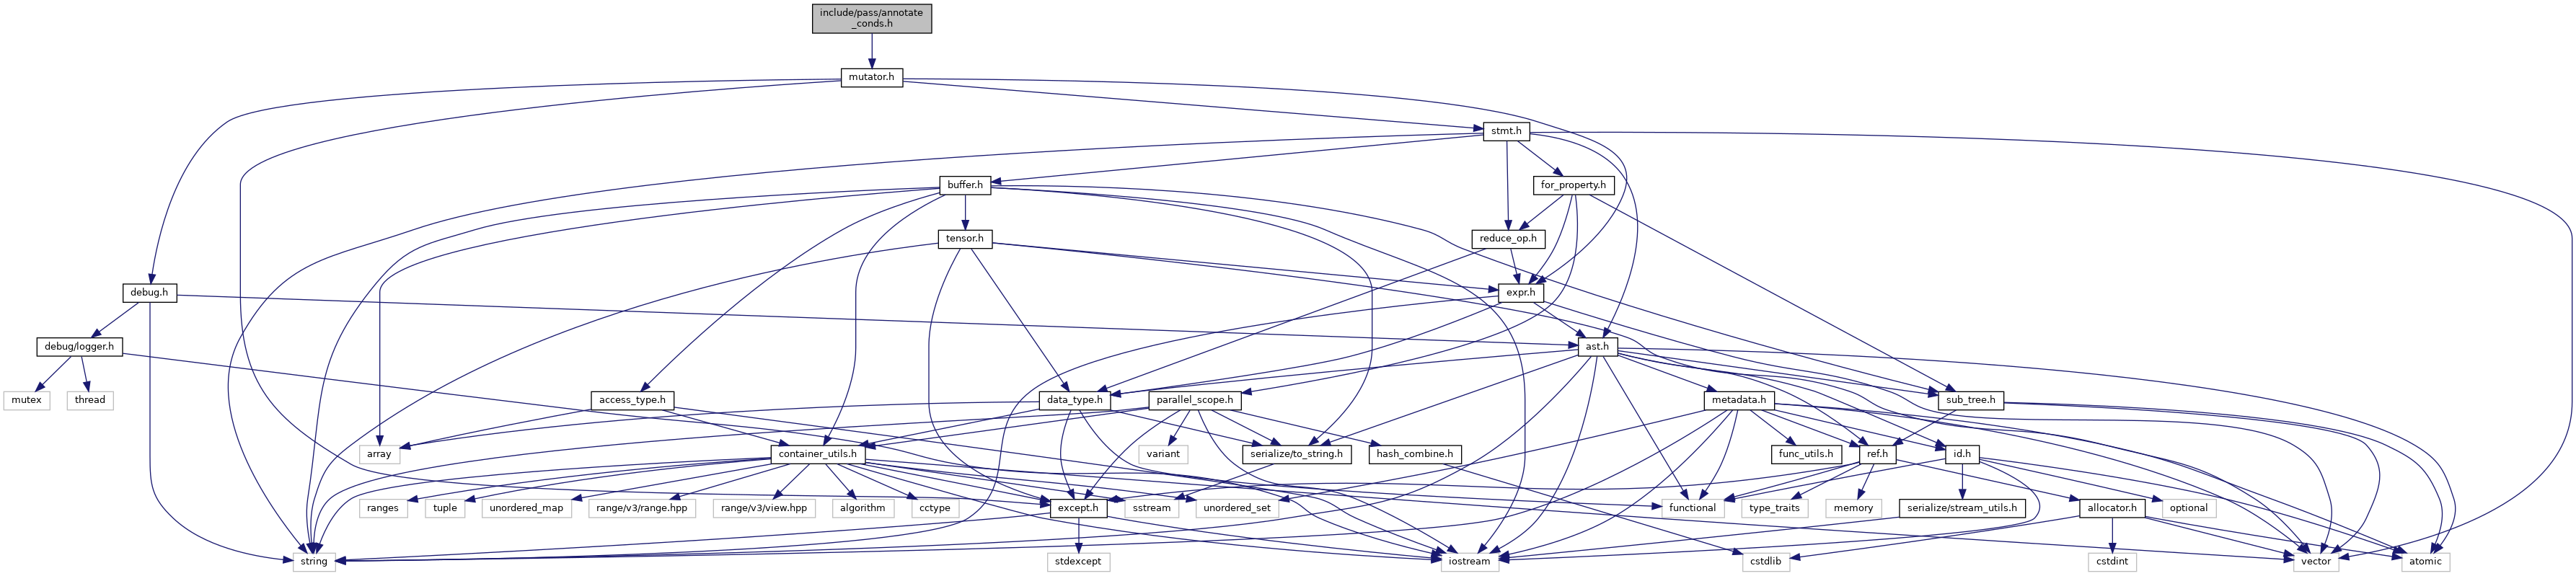 include/pass/annotate
_conds.h
mutator.h
stmt.h
buffer.h
for_property.h
tensor.h
reduce_op.h
debug.h
expr.h
debug/logger.h
ast.h
mutex
thread
access_type.h
data_type.h
parallel_scope.h
metadata.h
sub_tree.h
array
container_utils.h
variant
serialize/to_string.h
hash_combine.h
func_utils.h
ref.h
id.h
ranges
tuple
unordered_map
range/v3/range.hpp
range/v3/view.hpp
algorithm
cctype
except.h
sstream
unordered_set
functional
type_traits
memory
serialize/stream_utils.h
allocator.h
optional
string
stdexcept
iostream
cstdlib
cstdint
vector
atomic